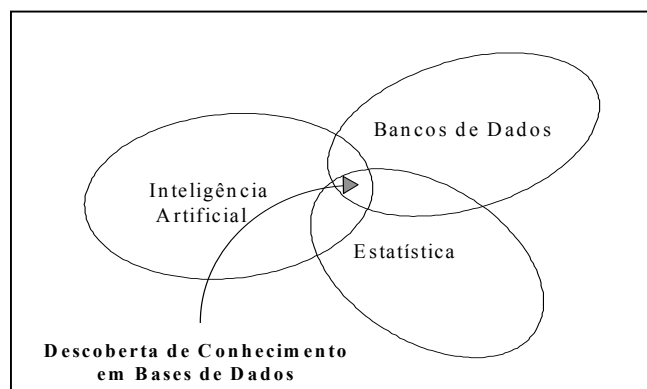 Bancos de Dados
Inteligência
Artificial
Estatística
Descoberta de Conhecimento
em Bases de Dados